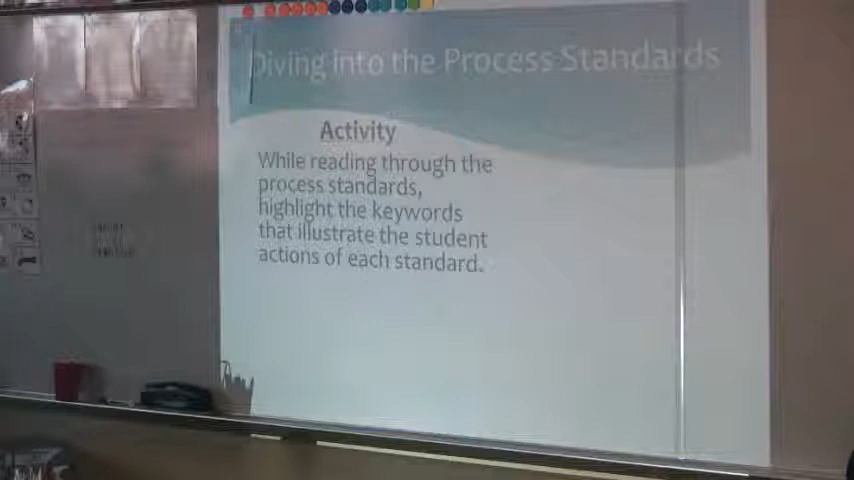 Diving into the Process Standards
Activity
While reading through the
process standards,
highlight the keywords
that illustrate the student
actions of each standard.